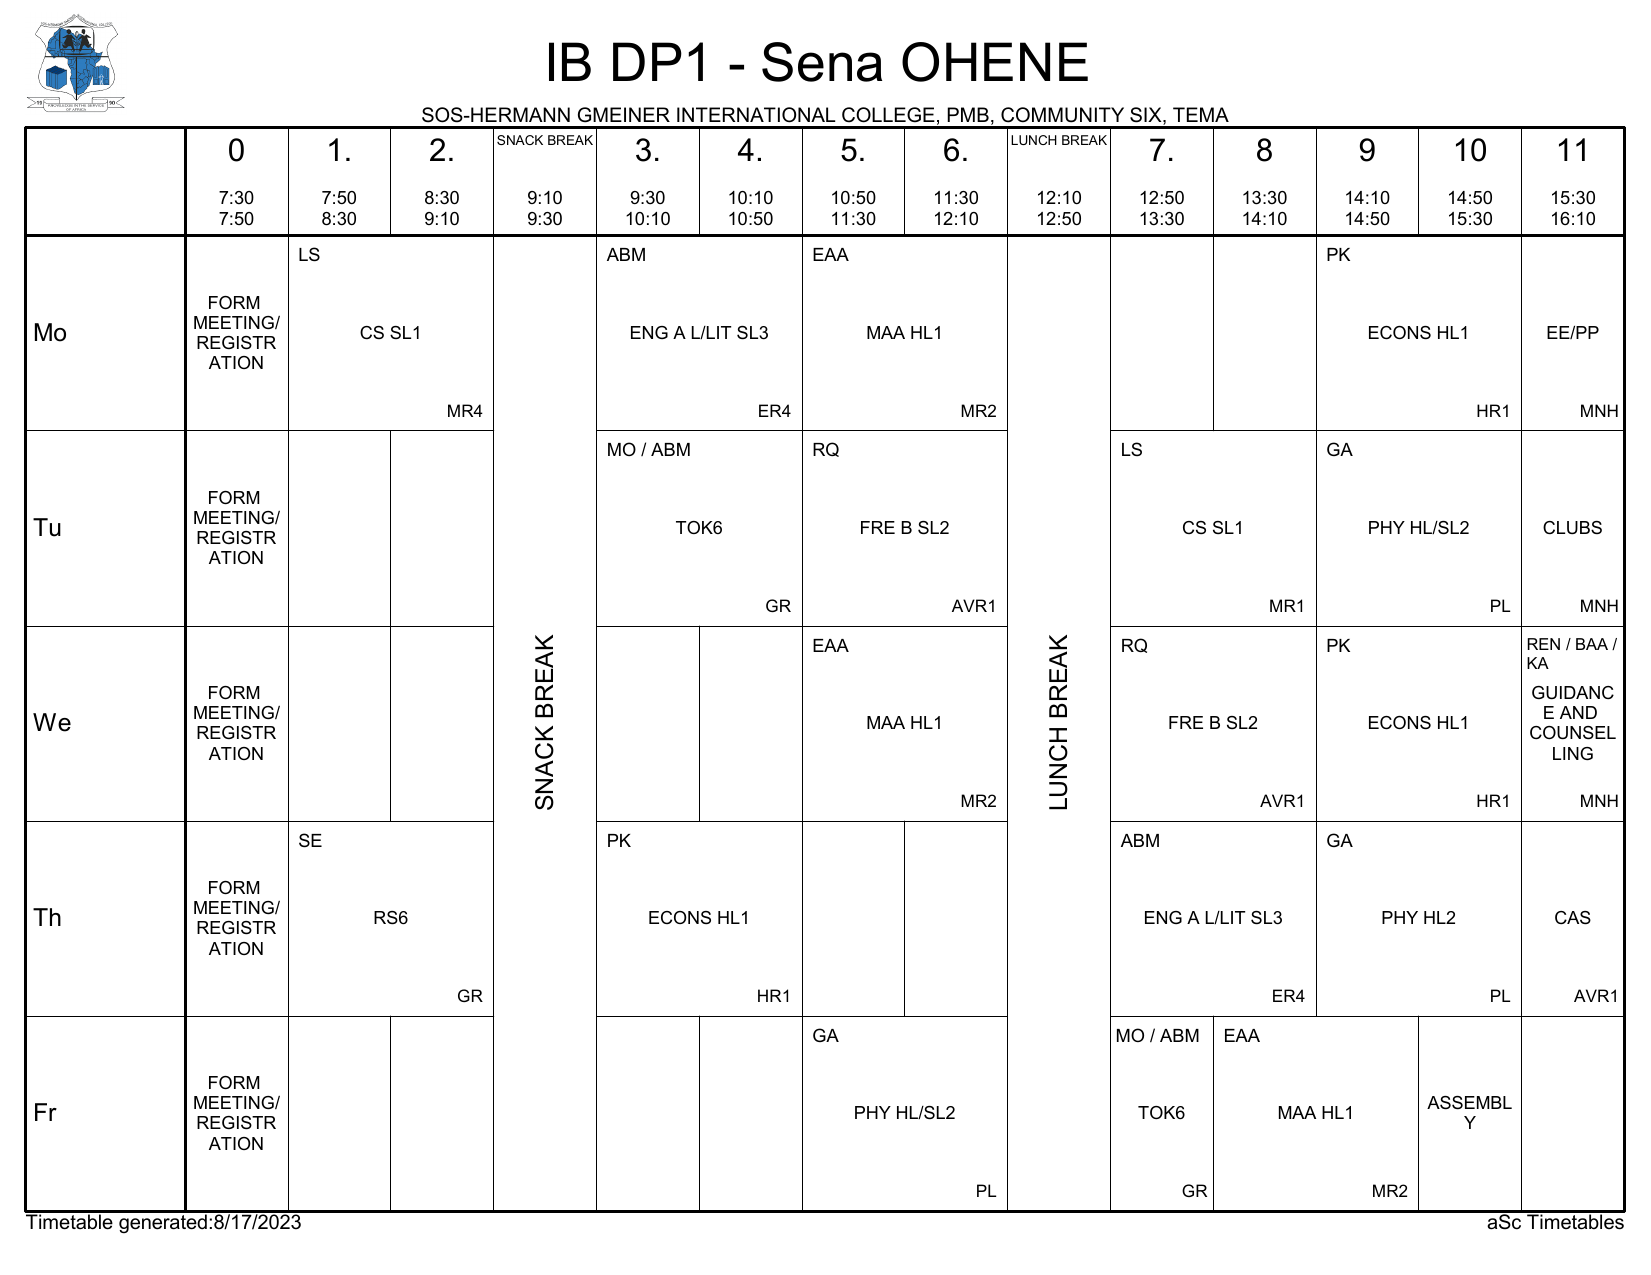 IB DP1 - Sena OHENE
SOS-HERMANN GMEINER INTERNATIONAL COLLEGE, PMB, COMMUNITY SIX, TEMA
0 1. 2. SNACK BREAK 3. 4. 5. 6. LUNCH BREAK 7. 8 9 10 11
7:30 7:50 8:30 9:10 9:30 10:10 10:50 11:30 12:10 12:50 13:30 14:10 14:50 15:30
7:50 8:30 9:10 9:30 10:10 10:50 11:30 12:10 12:50 13:30 14:10 14:50 15:30 16:10
Mo
FORM
MEETING/
REGISTR
ATION
LS
CS SL1
MR4
ABM
ENG A L/LIT SL3
ER4
EAA
MAA HL1
MR2
PK
ECONS HL1
HR1
EE/PP
MNH
Tu
FORM
MEETING/
REGISTR
ATION
MO / ABM
TOK6
GR
RQ
FRE B SL2
AVR1
LS
CS SL1
MR1
GA
PHY HL/SL2
PL
CLUBS
MNH
We
FORM
MEETING/
REGISTR
ATION
SNACK BREAK
EAA
MAA HL1
MR2
LUNCH BREAK
RQ
FRE B SL2
AVR1
PK
ECONS HL1
HR1
REN / BAA /
KA
GUIDANC
E AND
COUNSEL
LING
MNH
Th
FORM
MEETING/
REGISTR
ATION
SE
RS6
GR
PK
ECONS HL1
HR1
ABM
ENG A L/LIT SL3
ER4
GA
PHY HL2
PL
CAS
AVR1
Fr
FORM
MEETING/
REGISTR
ATION
GA
PHY HL/SL2
PL
MO / ABM
TOK6
GR
EAA
MAA HL1
MR2
ASSEMBL
Y
Timetable generated:8/17/2023
aSc Timetables